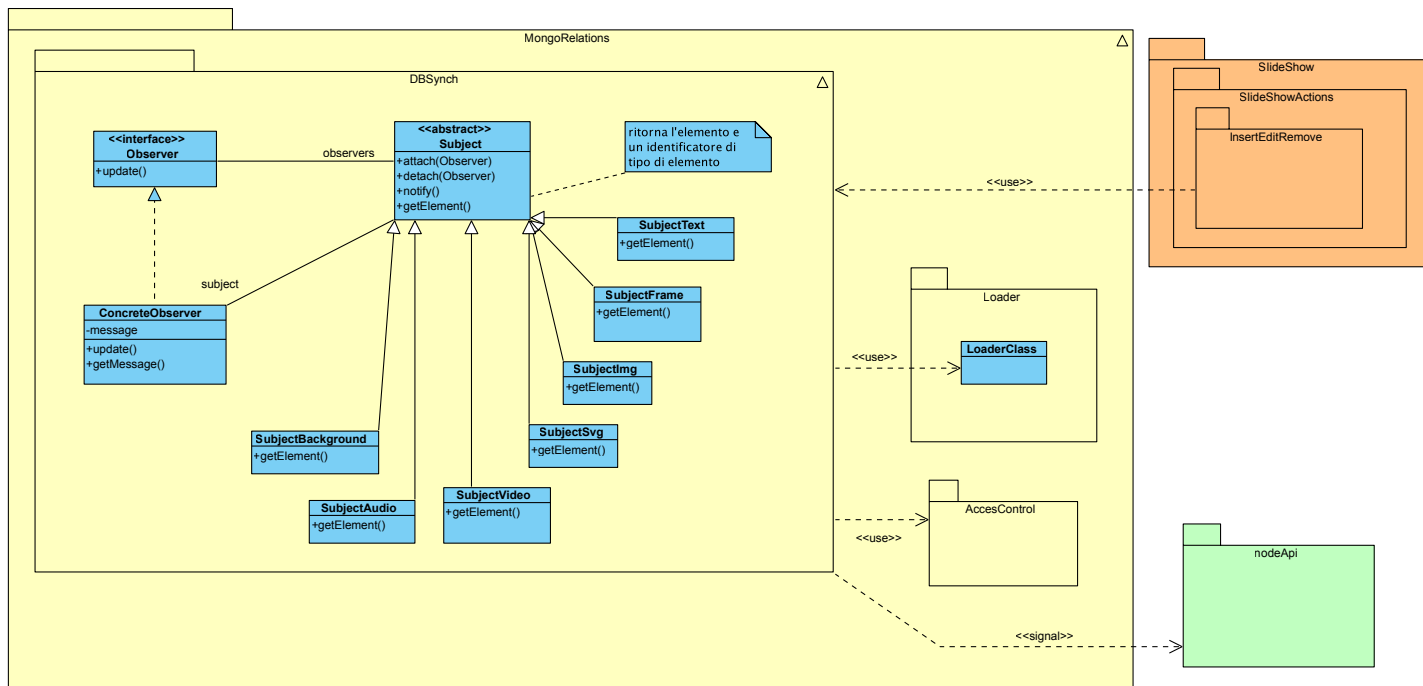 MongoRelations
DBSynch
<<interface>>
Observer
+update()
observers
<<abstract>>
Subject
+attach(Observer)
+detach(Observer)
+notify()
+getElement()
ritorna l'elemento e
un identificatore di
tipo di elemento
subject
ConcreteObserver
-message
+update()
+getMessage()
SubjectText
+getElement()
SubjectFrame
+getElement()
SubjectImg
+getElement()
SubjectSvg
+getElement()
SubjectBackground
+getElement()
SubjectAudio
+getElement()
SubjectVideo
+getElement()
<<use>>
Loader
LoaderClass
<<use>>
AccesControl
<<use>>
SlideShow
SlideShowActions
InsertEditRemove
<<signal>>
nodeApi